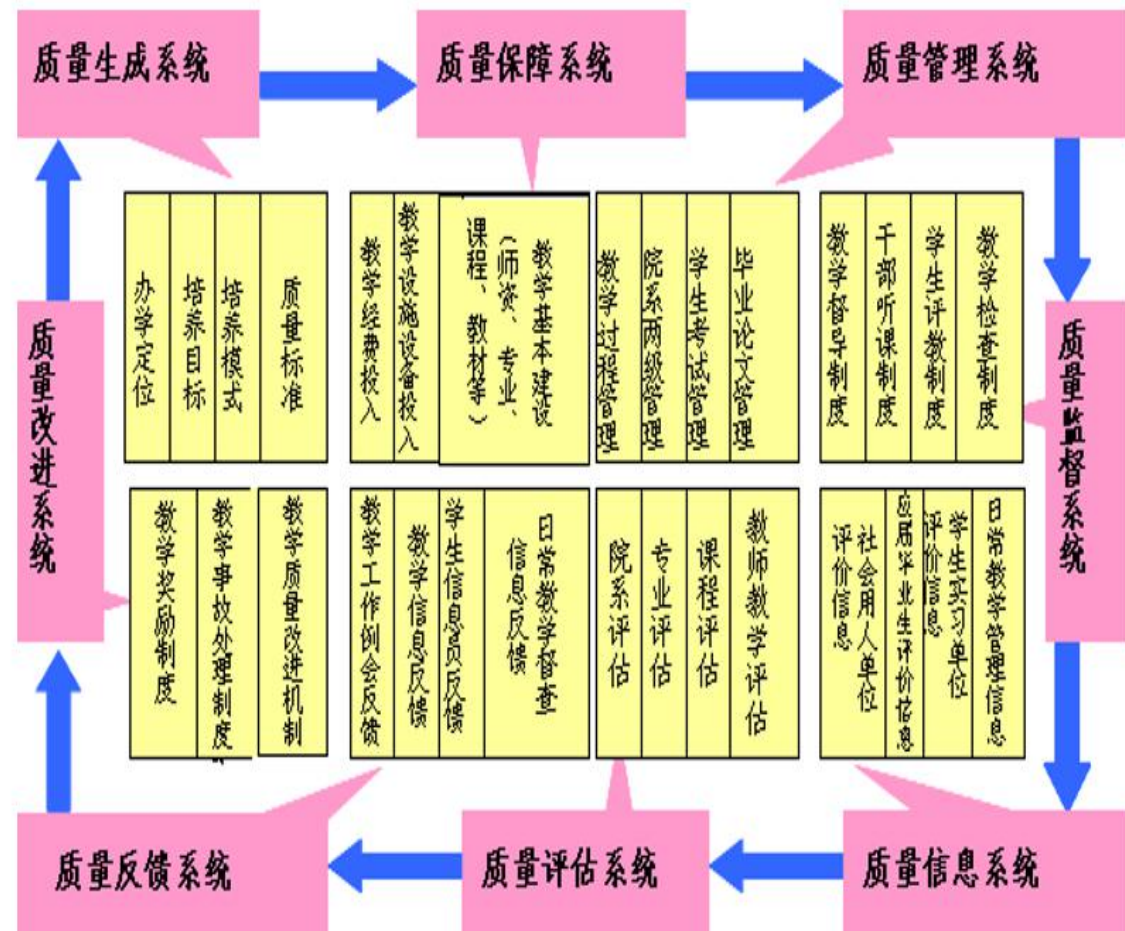 质量生成系统
质量保障系统
质量管理系统
办学定位
培养目标
培养模式
质量标准
教学经费投入
教学设施设备投入
教学基本建设
（师资、专业、
课程、教材等）
教学过程管理
院系两级管理
学生考试管理
毕业论文管理
教学督导制度
干部听课制度
学生评教制度
教学检查制度
质量改进系统
质量监督系统
教学奖励制度
教学事故处理制度
教学质量改进机制
教学工作例会反馈
学生信息员反馈
教学信息反馈
日常教学督查
信息反馈
院系评估
专业评估
课程评估
教师教学评估
社会用人单位
评价信息
应届毕业生评价信息
学生实习单位
评价信息
日常教学管理信息
质量反馈系统
质量评估系统
质量信息系统